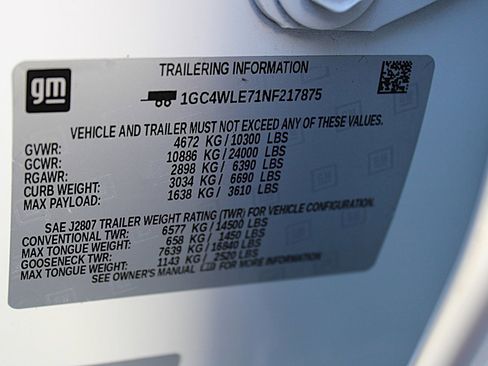 gm
TRAILERING INFORMATION
1GC4WLE71NF217875
VEHICLE AND TRAILER MUST NOT EXCEED ANY OF THESE VALUES.
GVWR: 4672 KG / 10300 LBS
GCWR: 10886 KG / 24000 LBS
RGAWR: 2898 KG / 6390 LBS
CURB WEIGHT: 3034 KG / 6690 LBS
MAX PAYLOAD: 1638 KG / 3610 LBS
SAE J2807 TRAILER WEIGHT RATING (TWR) FOR VEHICLE CONFIGURATION.
CONVENTIONAL TWR: 6577 KG / 14500 LBS
MAX TONGUE WEIGHT: 658 KG / 1450 LBS
GOOSENECK TWR: 7639 KG / 16840 LBS
MAX TONGUE WEIGHT: 1143 KG / 2520 LBS
SEE OWNER'S MANUAL FOR MORE INFORMATION